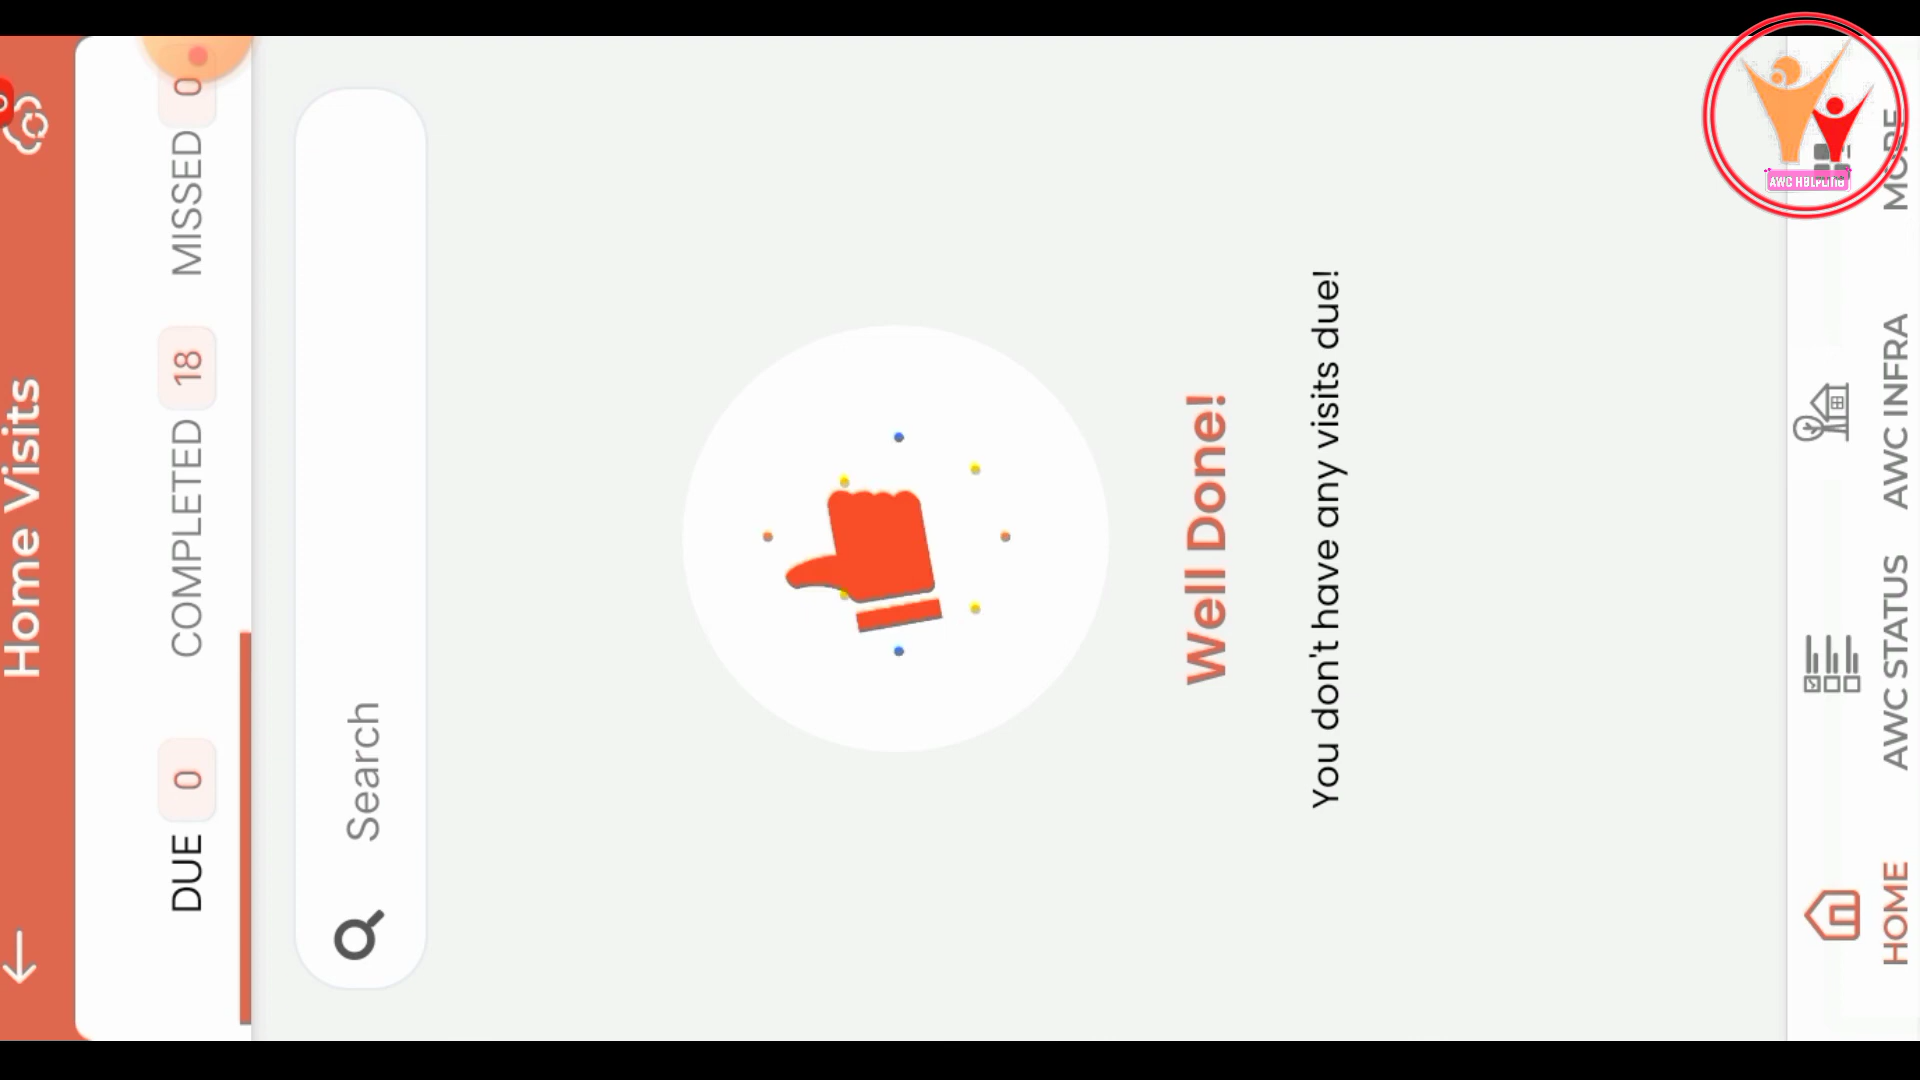 Home Visits
DUE 0
COMPLETED 18
MISSED 0
Search
Well Done!
You don't have any visits due!
HOME
AWC STATUS
AWC INFRA
MORE
AWC HELPLINE